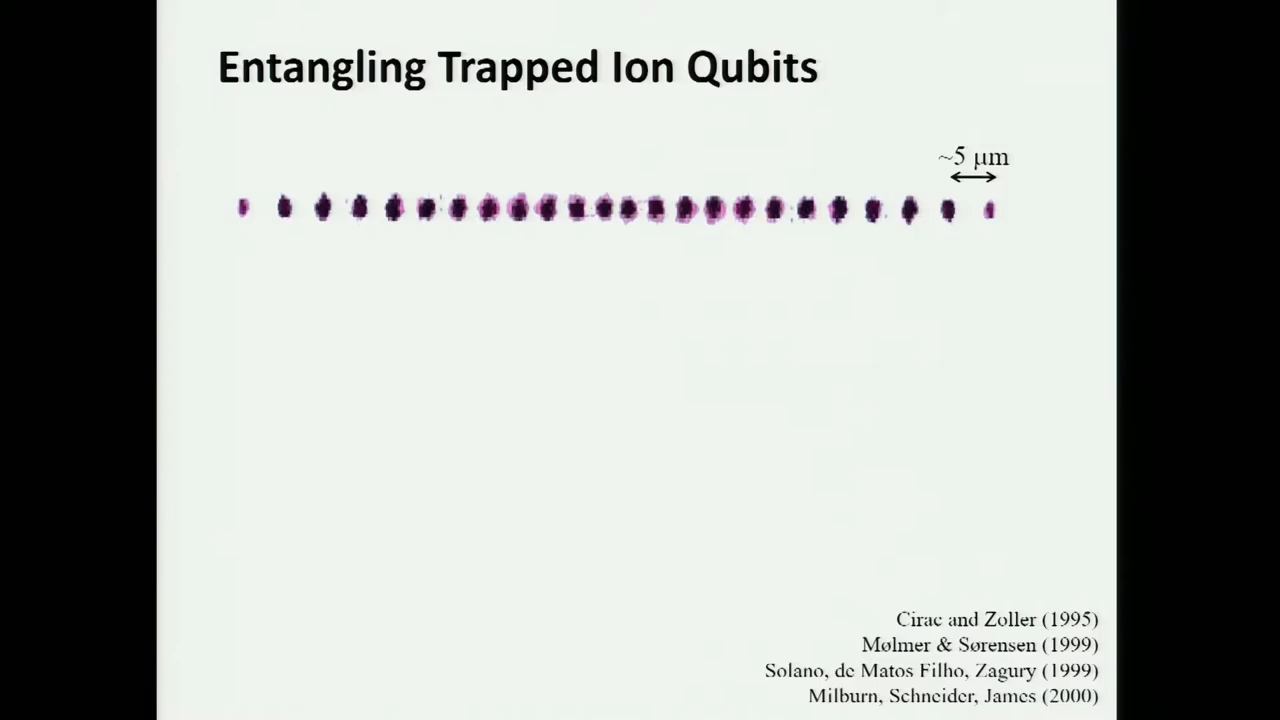 Entangling Trapped Ion Qubits
~5 μm
Cirac and Zoller (1995)
Mølmer & Sørensen (1999)
Solano, de Matos Filho, Zagury (1999)
Milburn, Schneider, James (2000)